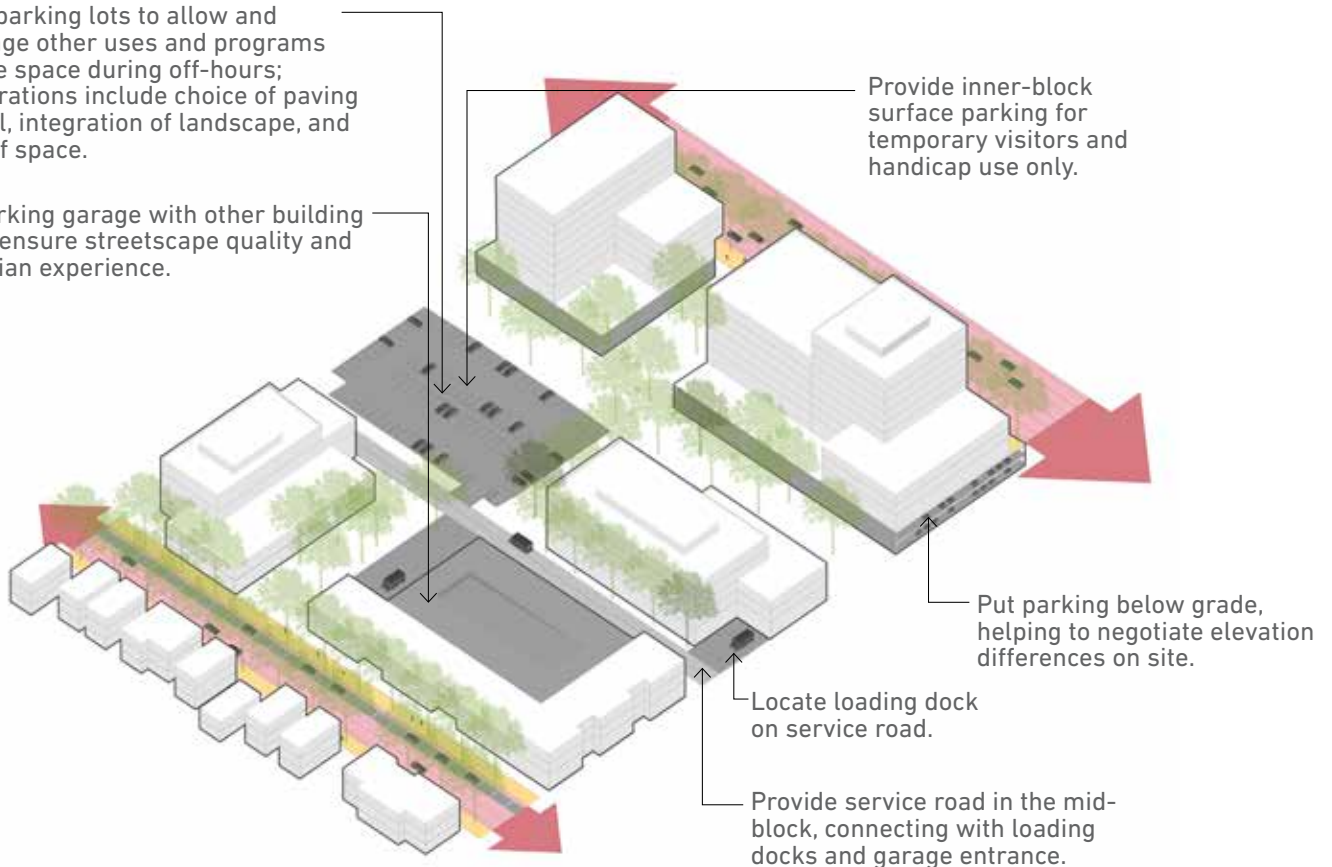 parking lots to allow and
ge other uses and programs
e space during off-hours;
rations include choice of paving
l, integration of landscape, and
f space.
rking garage with other building
ensure streetscape quality and
ian experience.
Provide inner-block
surface parking for
temporary visitors and
handicap use only.
Put parking below grade,
helping to negotiate elevation
differences on site.
Locate loading dock
on service road.
Provide service road in the mid-
block, connecting with loading
docks and garage entrance.